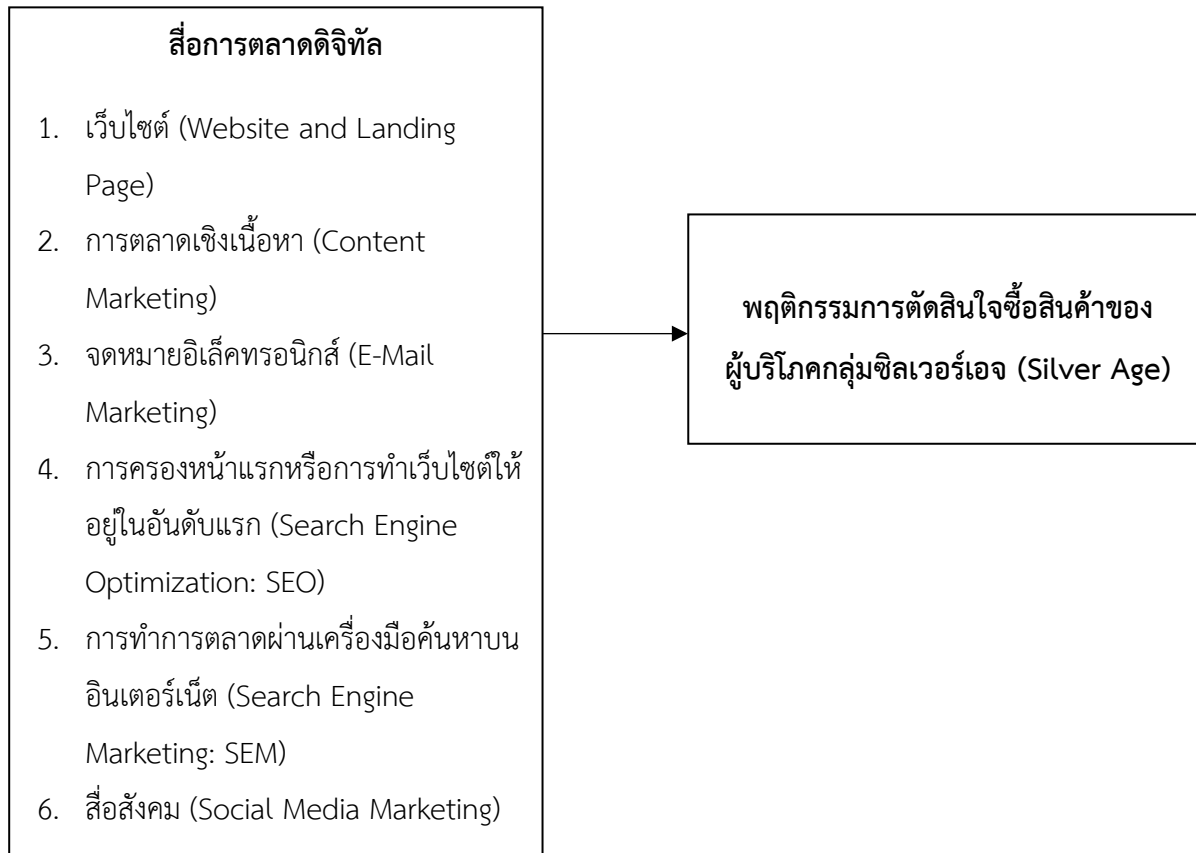 สื่อการตลาดดิจิทัล
1. เว็บไซต์ (Website and Landing
Page)
2. การตลาดเชิงเนื้อหา (Content
Marketing)
3. จดหมายอิเล็คทรอนิกส์ (E-Mail
Marketing)
4. การครองหน้าแรกหรือการทำเว็บไซต์ให้
อยู่ในอันดับแรก (Search Engine
Optimization: SEO)
5. การทำการตลาดผ่านเครื่องมือค้นหาบน
อินเตอร์เน็ต (Search Engine
Marketing: SEM)
6. สื่อสังคม (Social Media Marketing)
พฤติกรรมการตัดสินใจซื้อสินค้าของ
ผู้บริโภคกลุ่มซิลเวอร์เอจ (Silver Age)